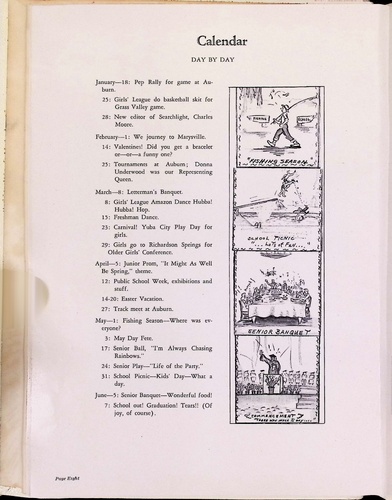 Calendar
DAY BY DAY
January—18: Pep Rally for game at Au-
burn.
25: Girls' League do basketball skit for
Grass Valley game.
28: New editor of Searchlight, Charles
Moore.
February—1: We journey to Marysville.
14: Valentines! Did you get a bracelet
or—or—a funny one?
25: Tournaments at Auburn; Donna
Underwood was our Representing
Queen.
March—8: Letterman's Banquet.
8: Girls' League Amazon Dance Hubba!
Hubba! Hop.
15: Freshman Dance.
23: Carnival! Yuba City Play Day for
girls.
29: Girls go to Richardson Springs for
Older Girls' Conference.
April—5: Junior Prom, "It Might As Well
Be Spring," theme.
12: Public School Week, exhibitions and
stuff.
14-20: Easter Vacation.
27: Track meet at Auburn.
May—1: Fishing Season—Where was ev-
eryone?
3: May Day Fete.
17: Senior Ball, "I'm Always Chasing
Rainbows."
24: Senior Play—"Life of the Party."
31: School Picnic—Kids' Day—What a
day.
June—5: Senior Banquet—Wonderful food!
7: School out! Graduation! Tears!! (Of
joy, of course).
"FISHING SEASON"
SCHOOL PICNIC
"... Lots of Fun..."
SENIOR BANQUET
COMMENCEMENT
Page Eight